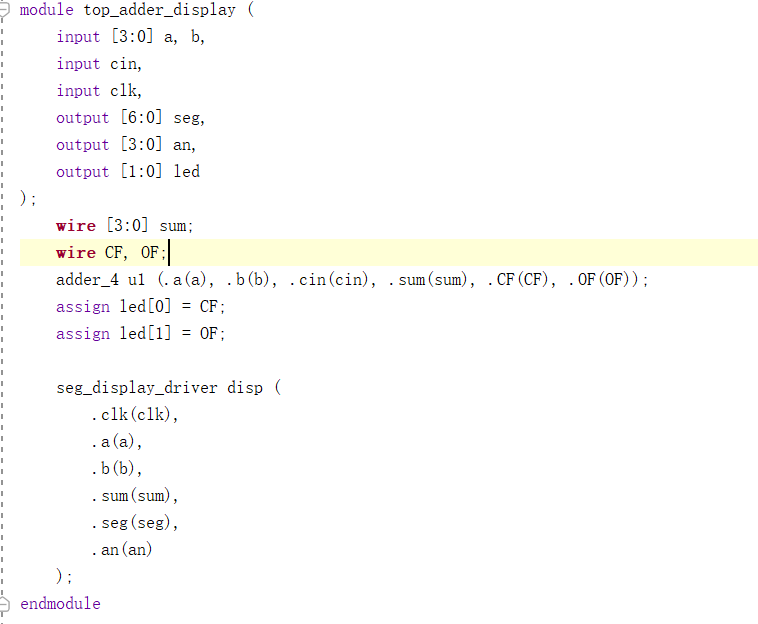 module top_adder_display (
    input [3:0] a, b,
    input cin,
    input clk,
    output [6:0] seg,
    output [3:0] an,
    output [1:0] led
);
    wire [3:0] sum;
    wire CF, OF;
    adder_4 u1 (.a(a), .b(b), .cin(cin), .sum(sum), .CF(CF), .OF(OF));
    assign led[0] = CF;
    assign led[1] = OF;

    seg_display_driver disp (
        .clk(clk),
        .a(a),
        .b(b),
        .sum(sum),
        .seg(seg),
        .an(an)
    );
endmodule